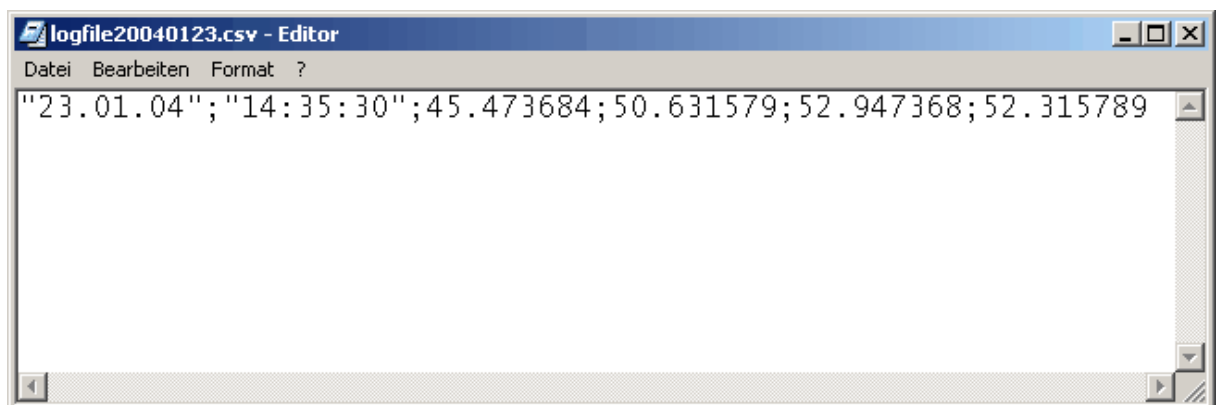 logfile20040123.csv - Editor
Datei Bearbeiten Format ?
"23.01.04";"14:35:30";45.473684;50.631579;52.947368;52.315789